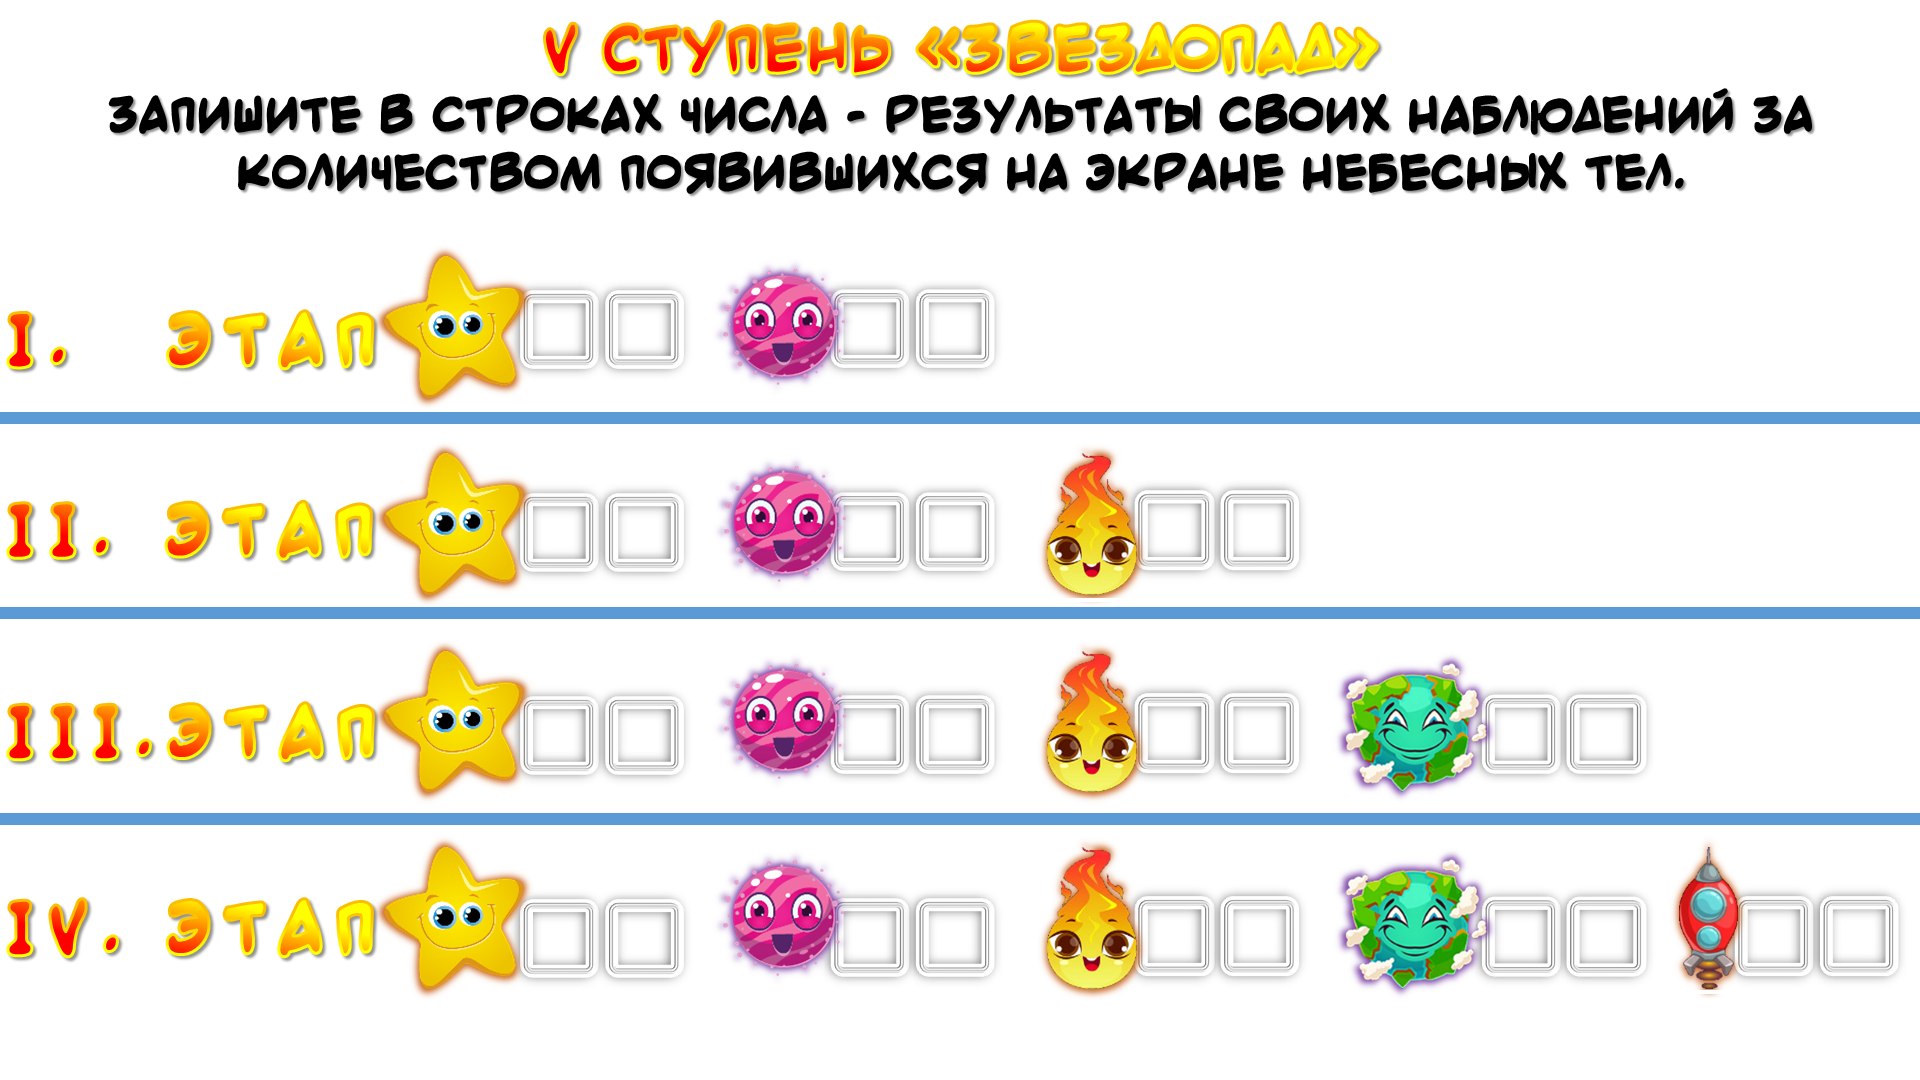 V СТУПЕНЬ «ЗВЕЗДОПАД»
ЗАПИШИТЕ В СТРОКАХ ЧИСЛА - РЕЗУЛЬТАТЫ СВОИХ НАБЛЮДЕНИЙ ЗА
КОЛИЧЕСТВОМ ПОЯВИВШИХСЯ НА ЭКРАНЕ НЕБЕСНЫХ ТЕЛ.
I. ЭТАП
II. ЭТАП
III. ЭТАП
IV. ЭТАП